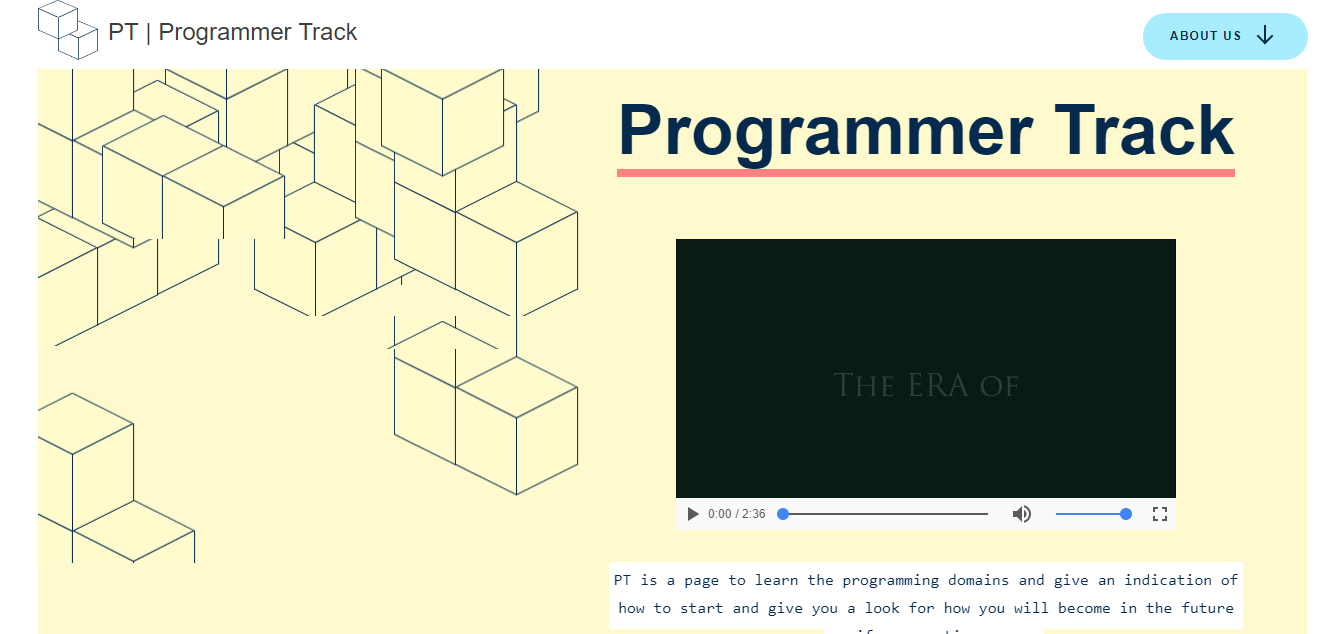 PT | Programmer Track
ABOUT US
Programmer Track
THE ERA OF
0:00 / 2:36
PT is a page to learn the programming domains and give an indication of
how to start and give you a look for how you will become in the future